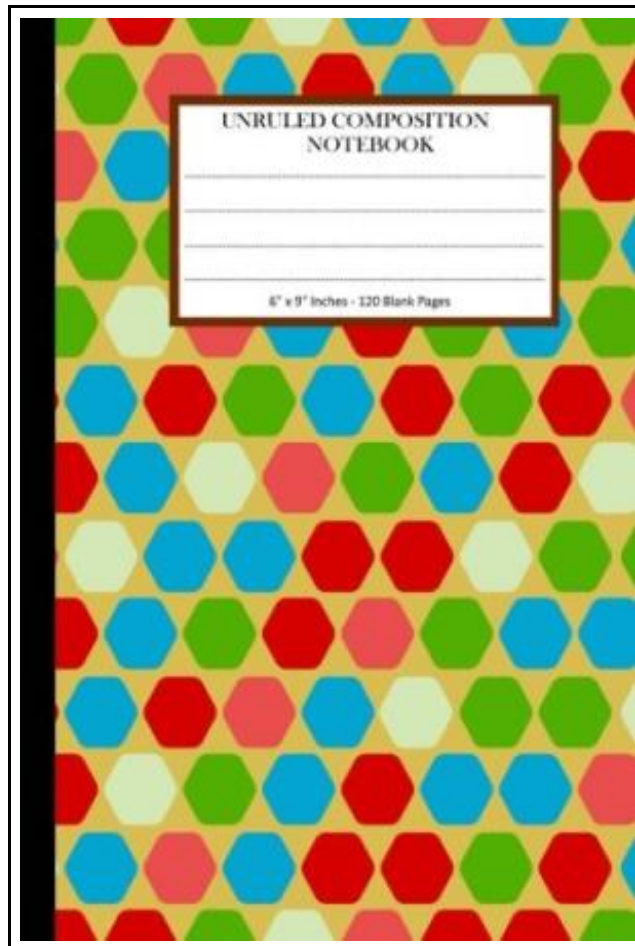 UNRULED COMPOSITION
NOTEBOOK
6" x 9" Inches - 120 Blank Pages